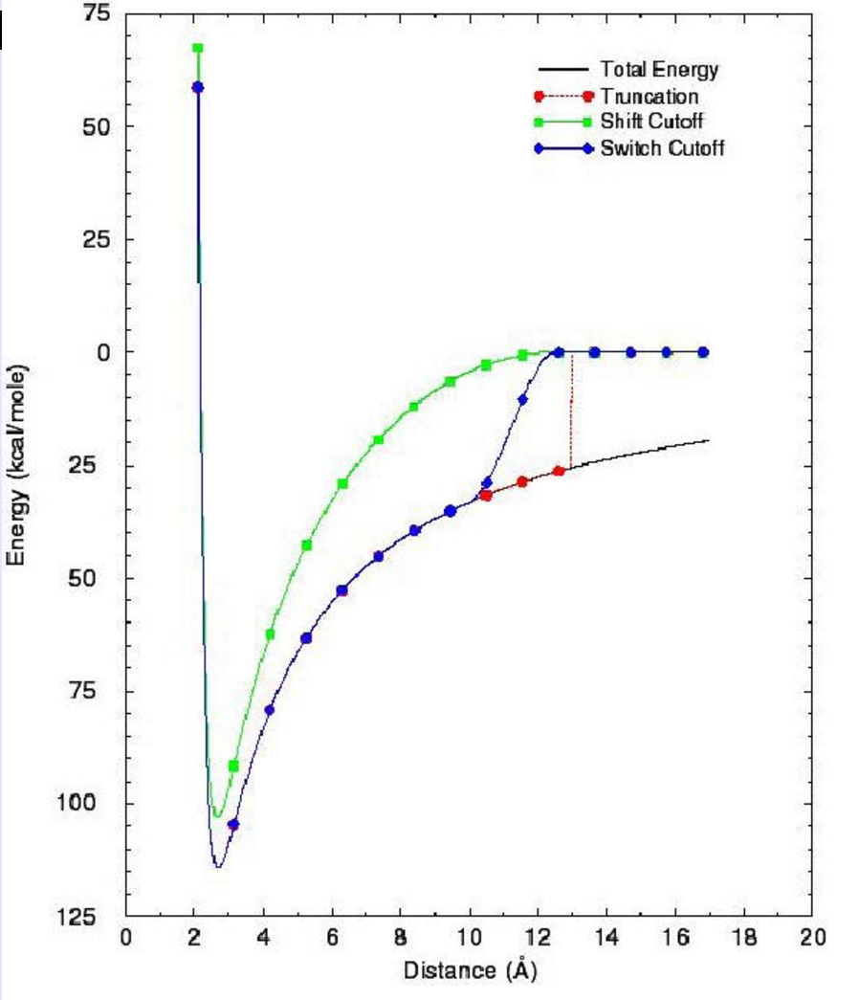 75
50
25
0
25
50
75
100
125
Energy (kcal/mole)
Total Energy
Truncation
Shift Cutoff
Switch Cutoff
0 2 4 6 8 10 12 14 16 18 20
Distance (Å)